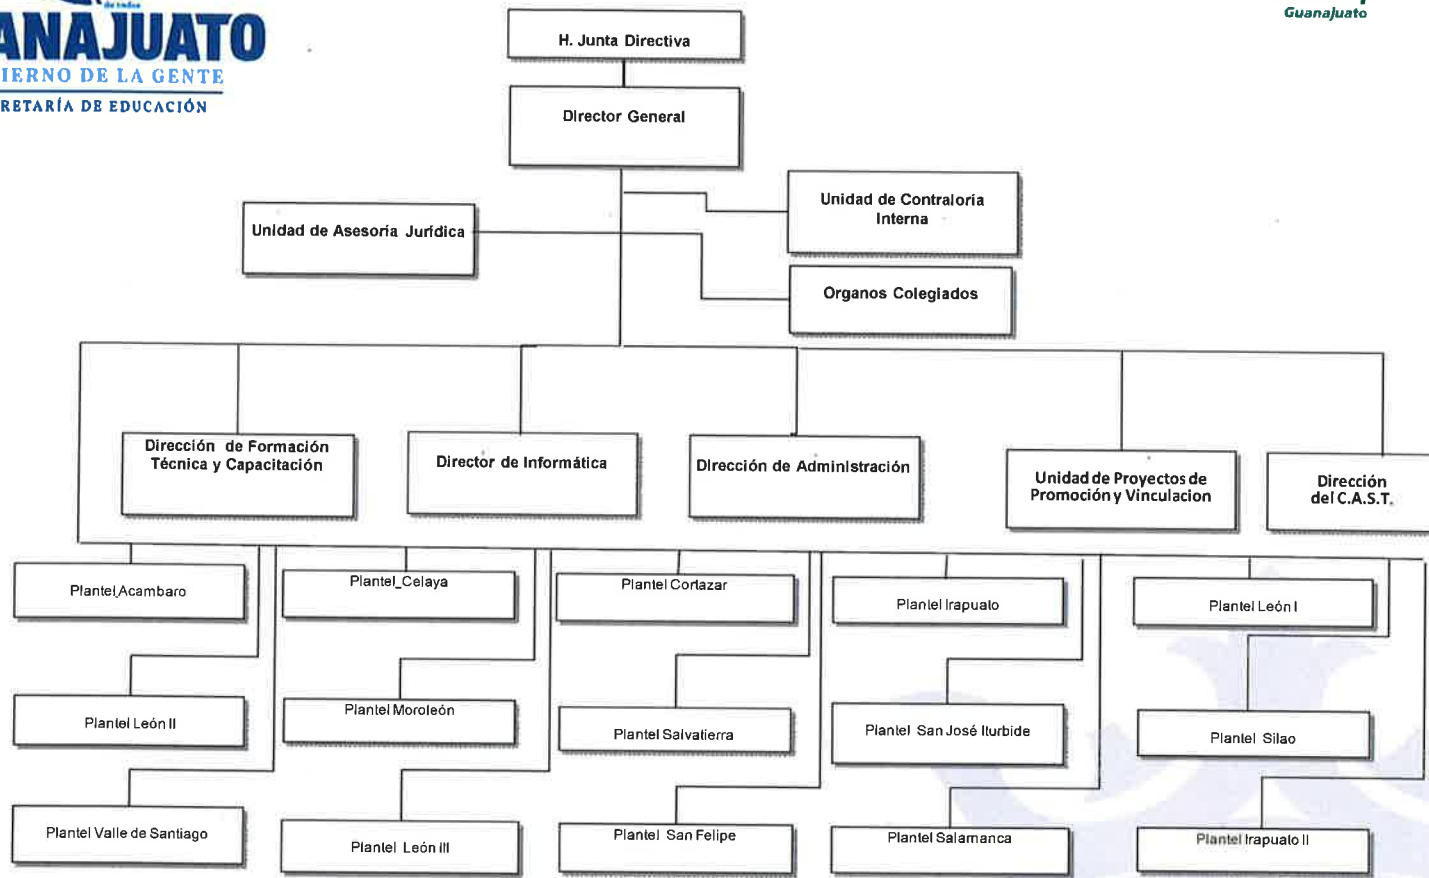 de todos
ANAJUATO
IERNO DE LA GENTE
RETARÍA DE EDUCACIÓN
Guanajuato
H. Junta Directiva
Director General
Unidad de Contraloría
Interna
Unidad de Asesoría Jurídica
Organos Colegiados
Dirección de Formación
Técnica y Capacitación
Director de Informática
Dirección de Administración
Unidad de Proyectos de
Promoción y Vinculacion
Dirección
del C.A.S.T.
Plantel Acambaro
Plantel_Celaya
Plantel Cortazar
Plantel Irapuato
Plantel León I
Plantel León II
Plantel Moroleón
Plantel Salvatierra
Plantel San José Iturbide
Plantel Silao
Plantel Valle de Santiago
Plantel León III
Plantel San Felipe
Plantel Salamanca
Plantel Irapuato II